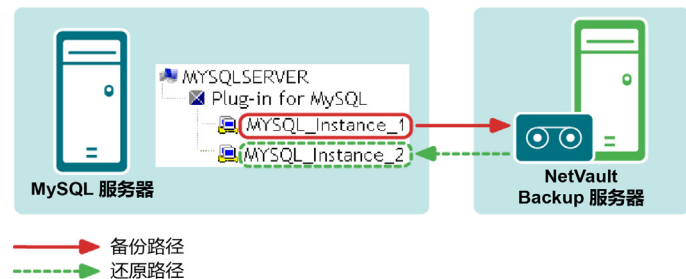 MYSQLSERVER
Plug-in for MySQL
MYSQL_Instance_1
MYSQL_Instance_2
MySQL 服务器
NetVault
Backup 服务器
备份路径
还原路径